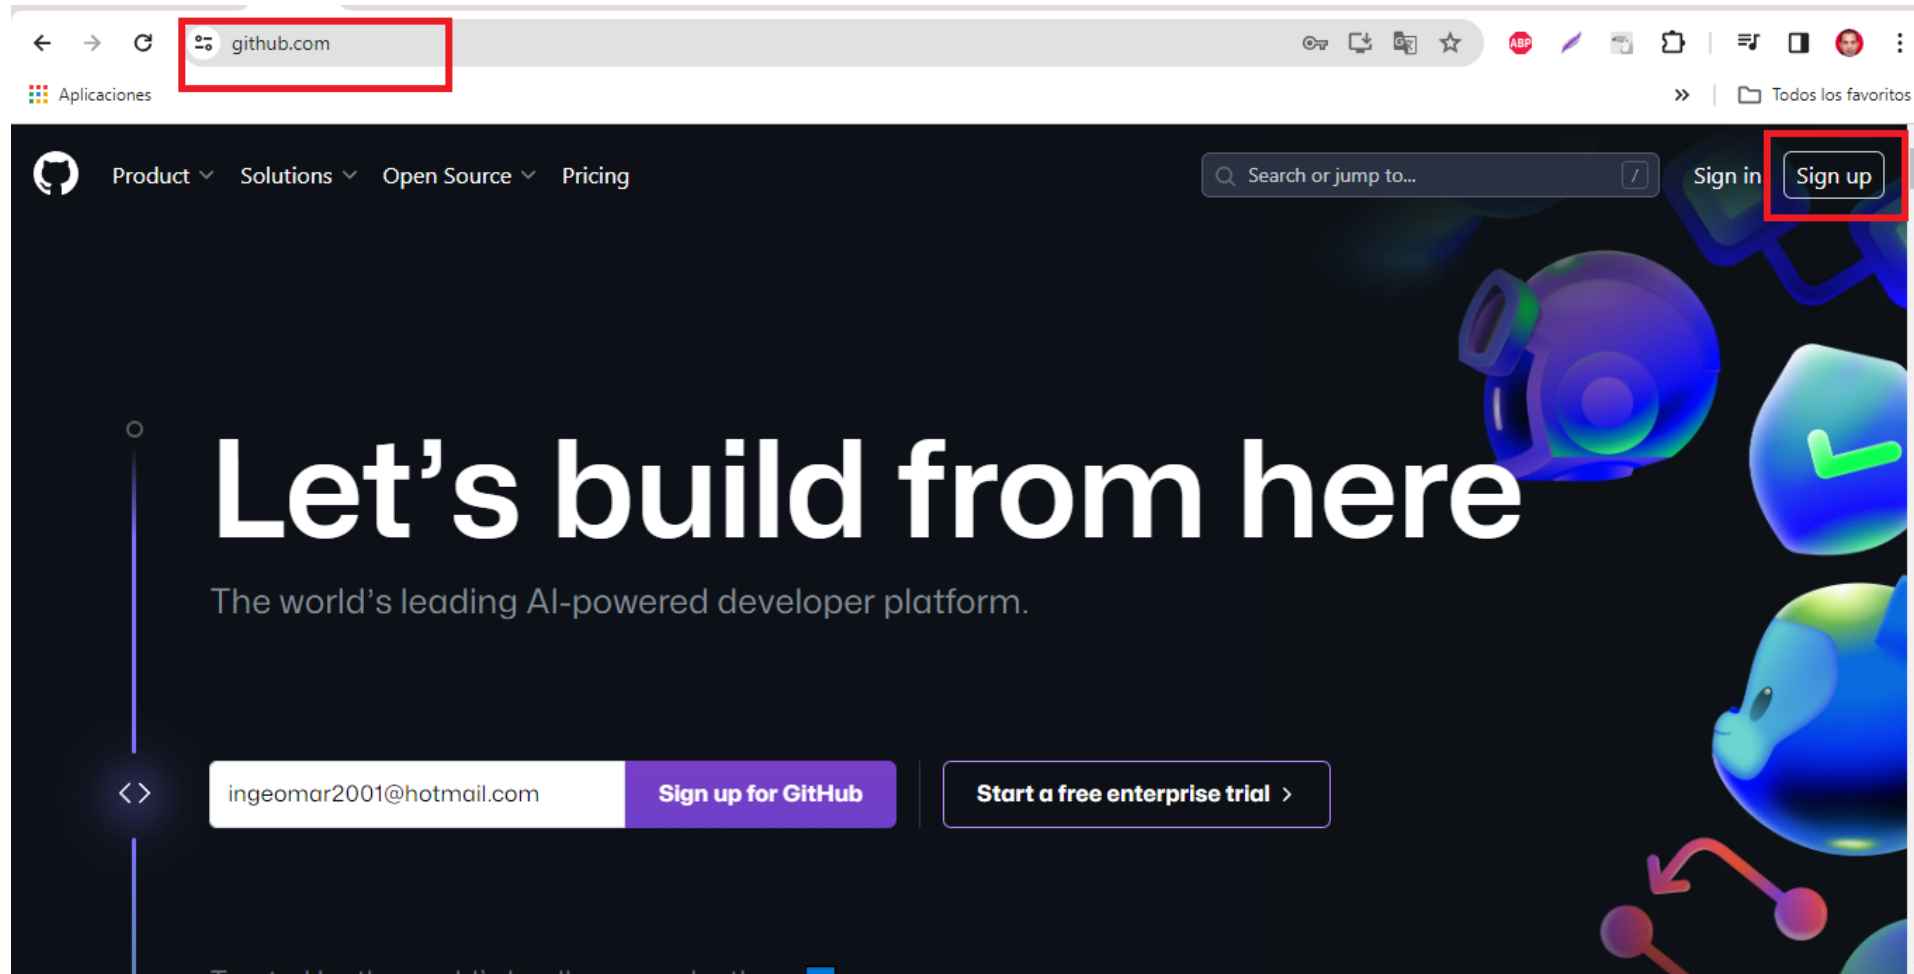 github.com
ABP
Aplicaciones
»
Todos los favoritos
Product
Solutions
Open Source
Pricing
Search or jump to...
/
Sign in
Sign up
Let’s build from here
The world’s leading AI-powered developer platform.
ingeomar2001@hotmail.com
Sign up for GitHub
Start a free enterprise trial >